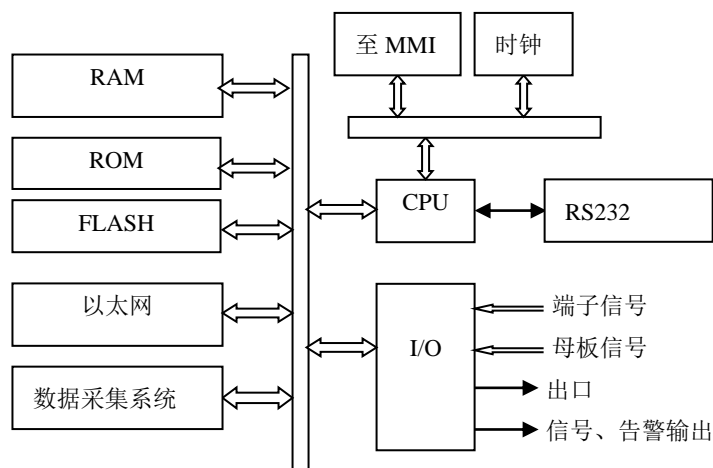 至 MMI
时钟
RAM
ROM
FLASH
以太网
数据采集系统
CPU
RS232
I/O
端子信号
母板信号
出口
信号、告警输出